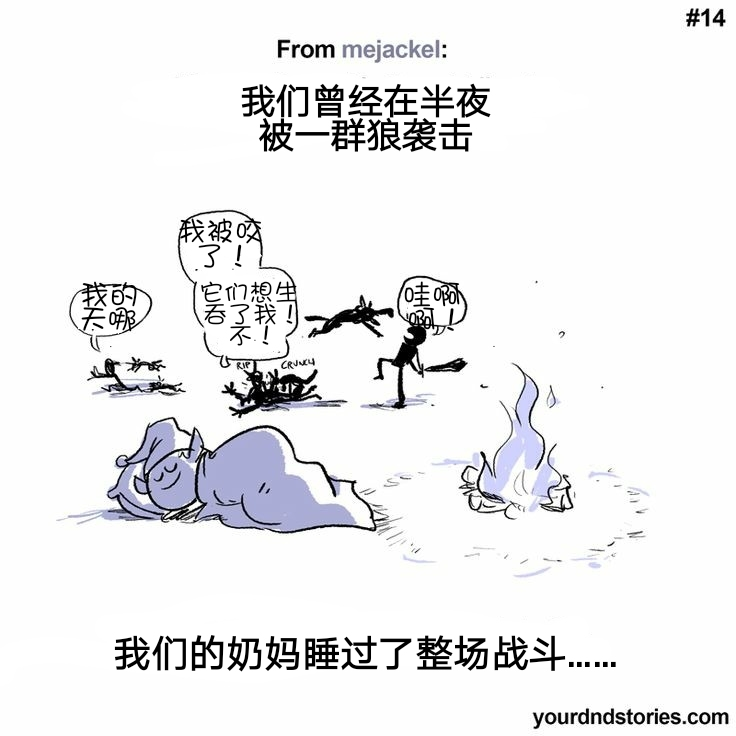 #14
From mejackel:
我们曾经在半夜
被一群狼袭击
我被咬
了！
我的
天哪
它们想生
吞了我！
不！
哇啊
啊！
RIP
CRUNCH
我们的奶妈睡过了整场战斗……
yourdndstories.com